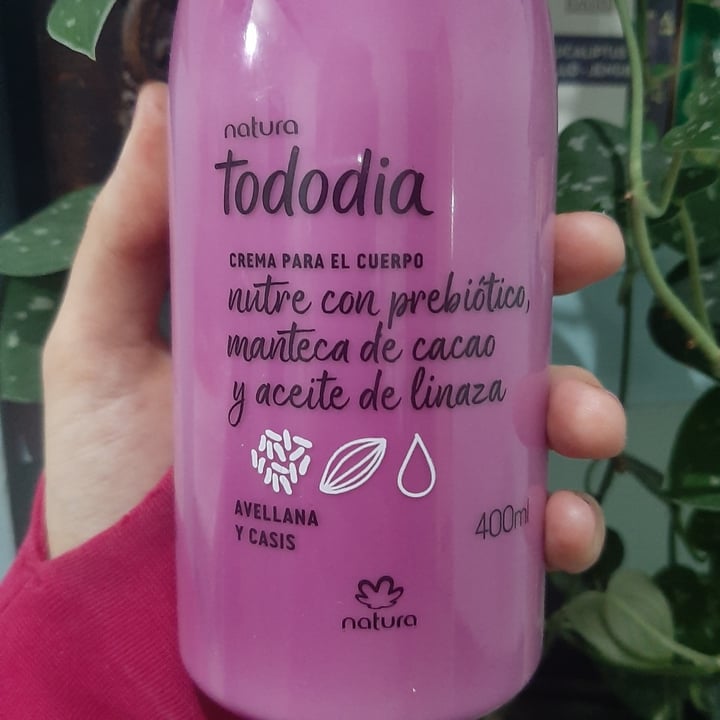 natura
tododia
CREMA PARA EL CUERPO
nutre con prebiótico,
manteca de cacao
y aceite de linaza
AVELLANA
Y CASIS
400ml
natura